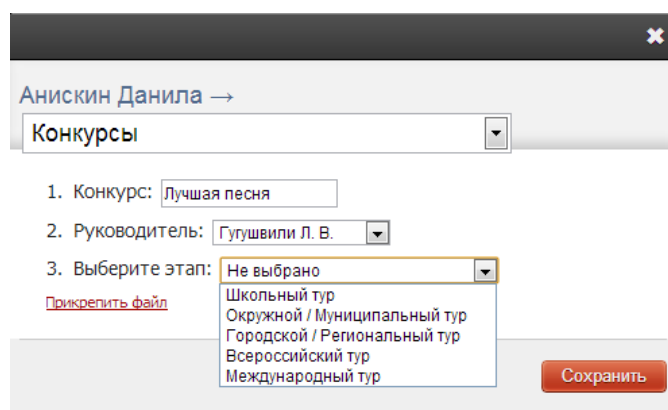 Анискин Данила →
Конкурсы
1. Конкурс: Лучшая песня
2. Руководитель: Гугушвили Л. В.
3. Выберите этап: Не выбрано
Прикрепить файл
Школьный тур
Окружной / Муниципальный тур
Городской / Региональный тур
Всероссийский тур
Международный тур
Сохранить